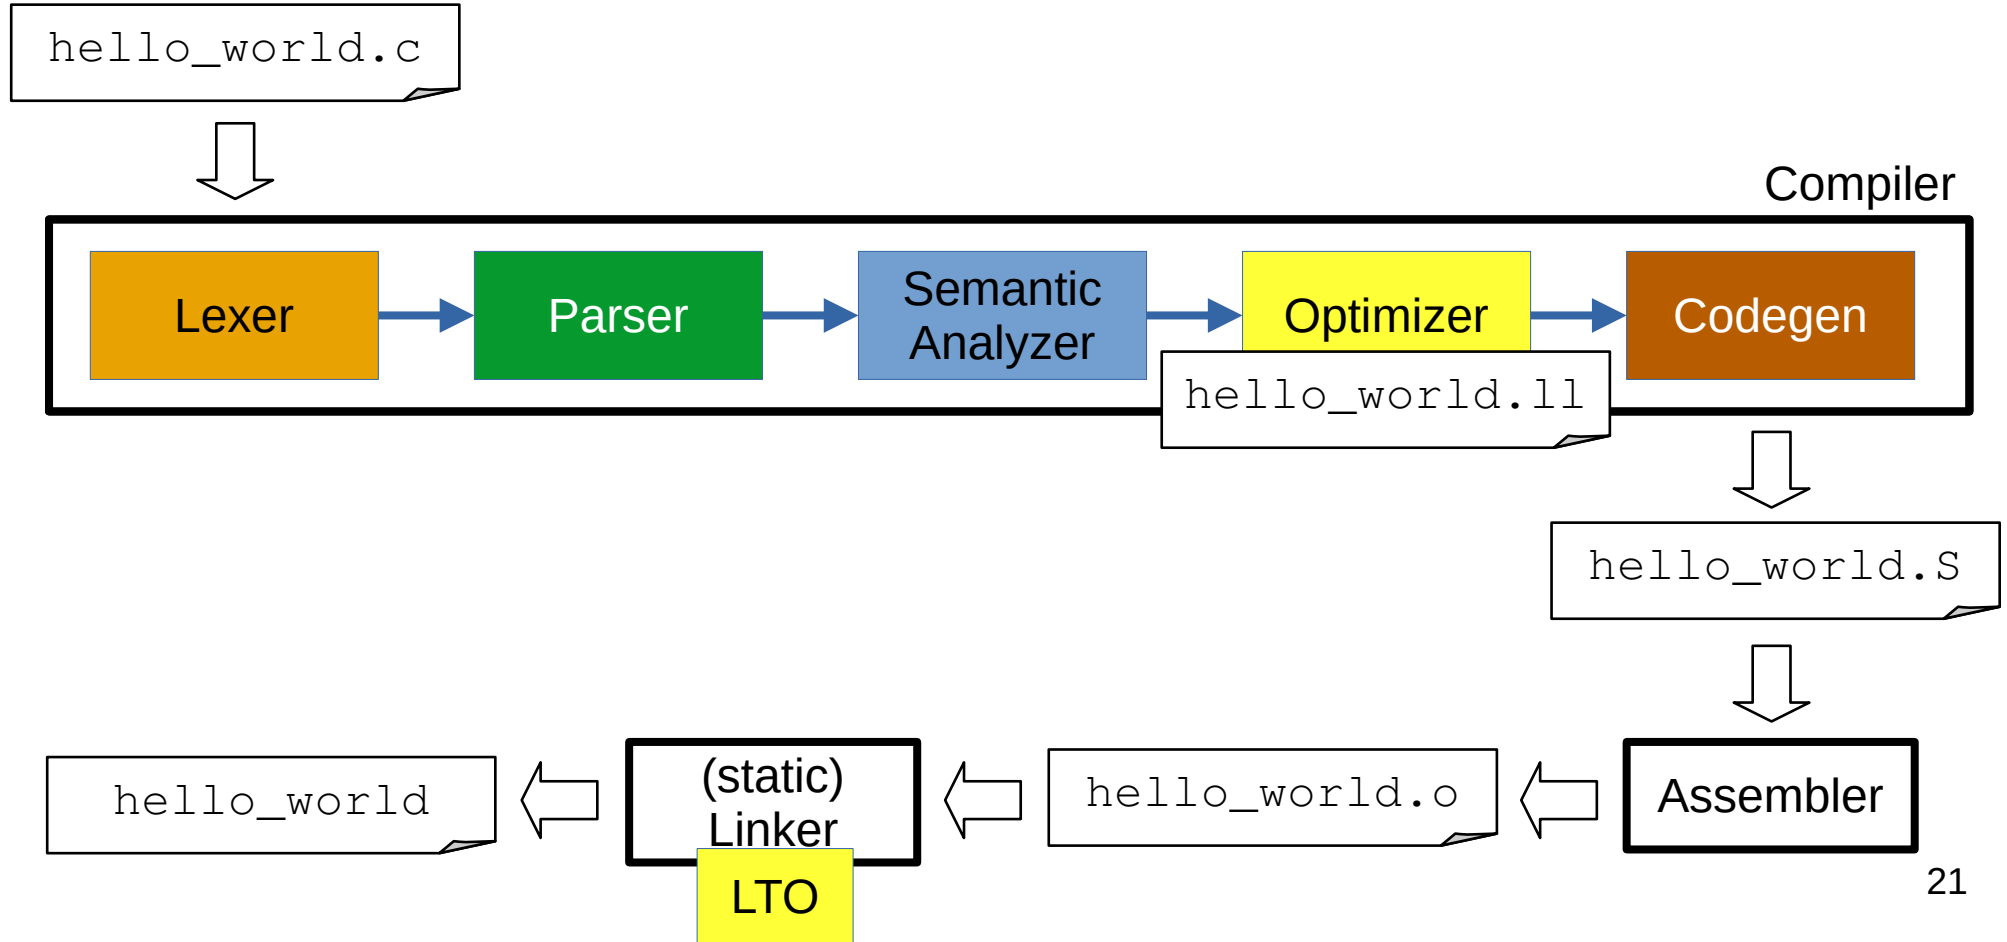 hello_world.c
Compiler
Lexer
Parser
Semantic
Analyzer
Optimizer
Codegen
hello_world.ll
hello_world.S
Assembler
hello_world.o
(static)
Linker
LTO
hello_world
21